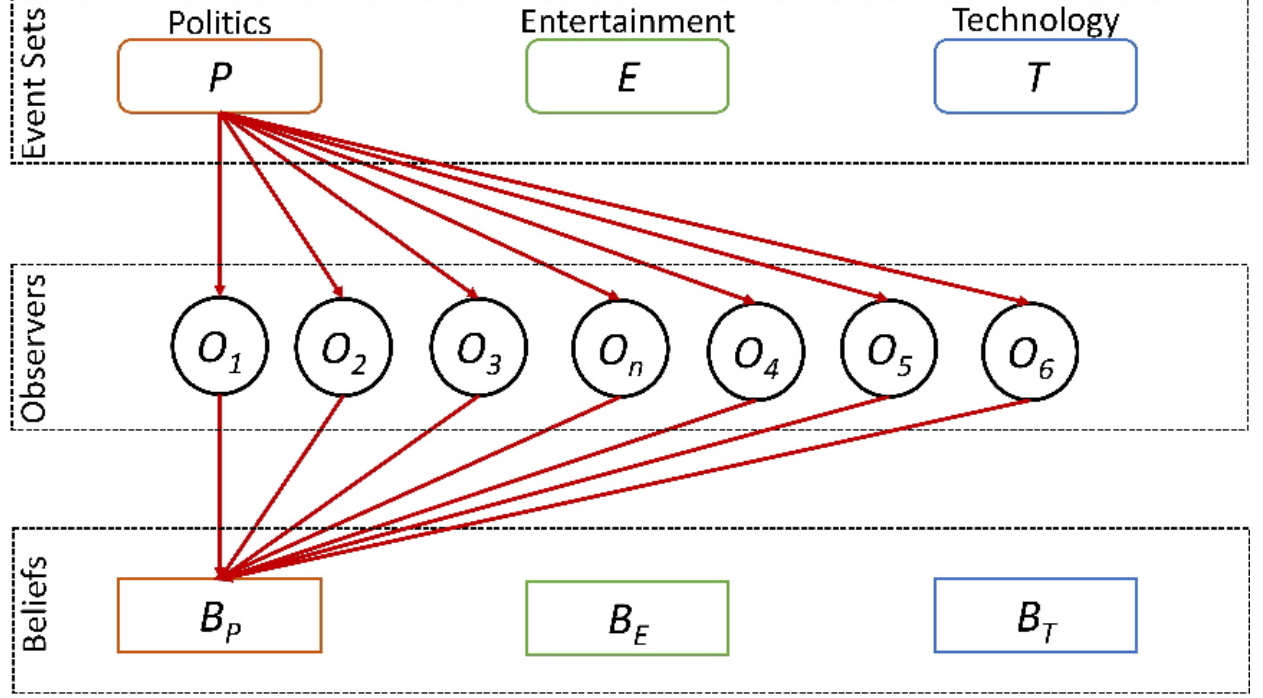 Event Sets
Politics
Entertainment
Technology
P
E
T
Observers
O1
O2
O3
On
O4
O5
O6
Beliefs
BP
BE
BT